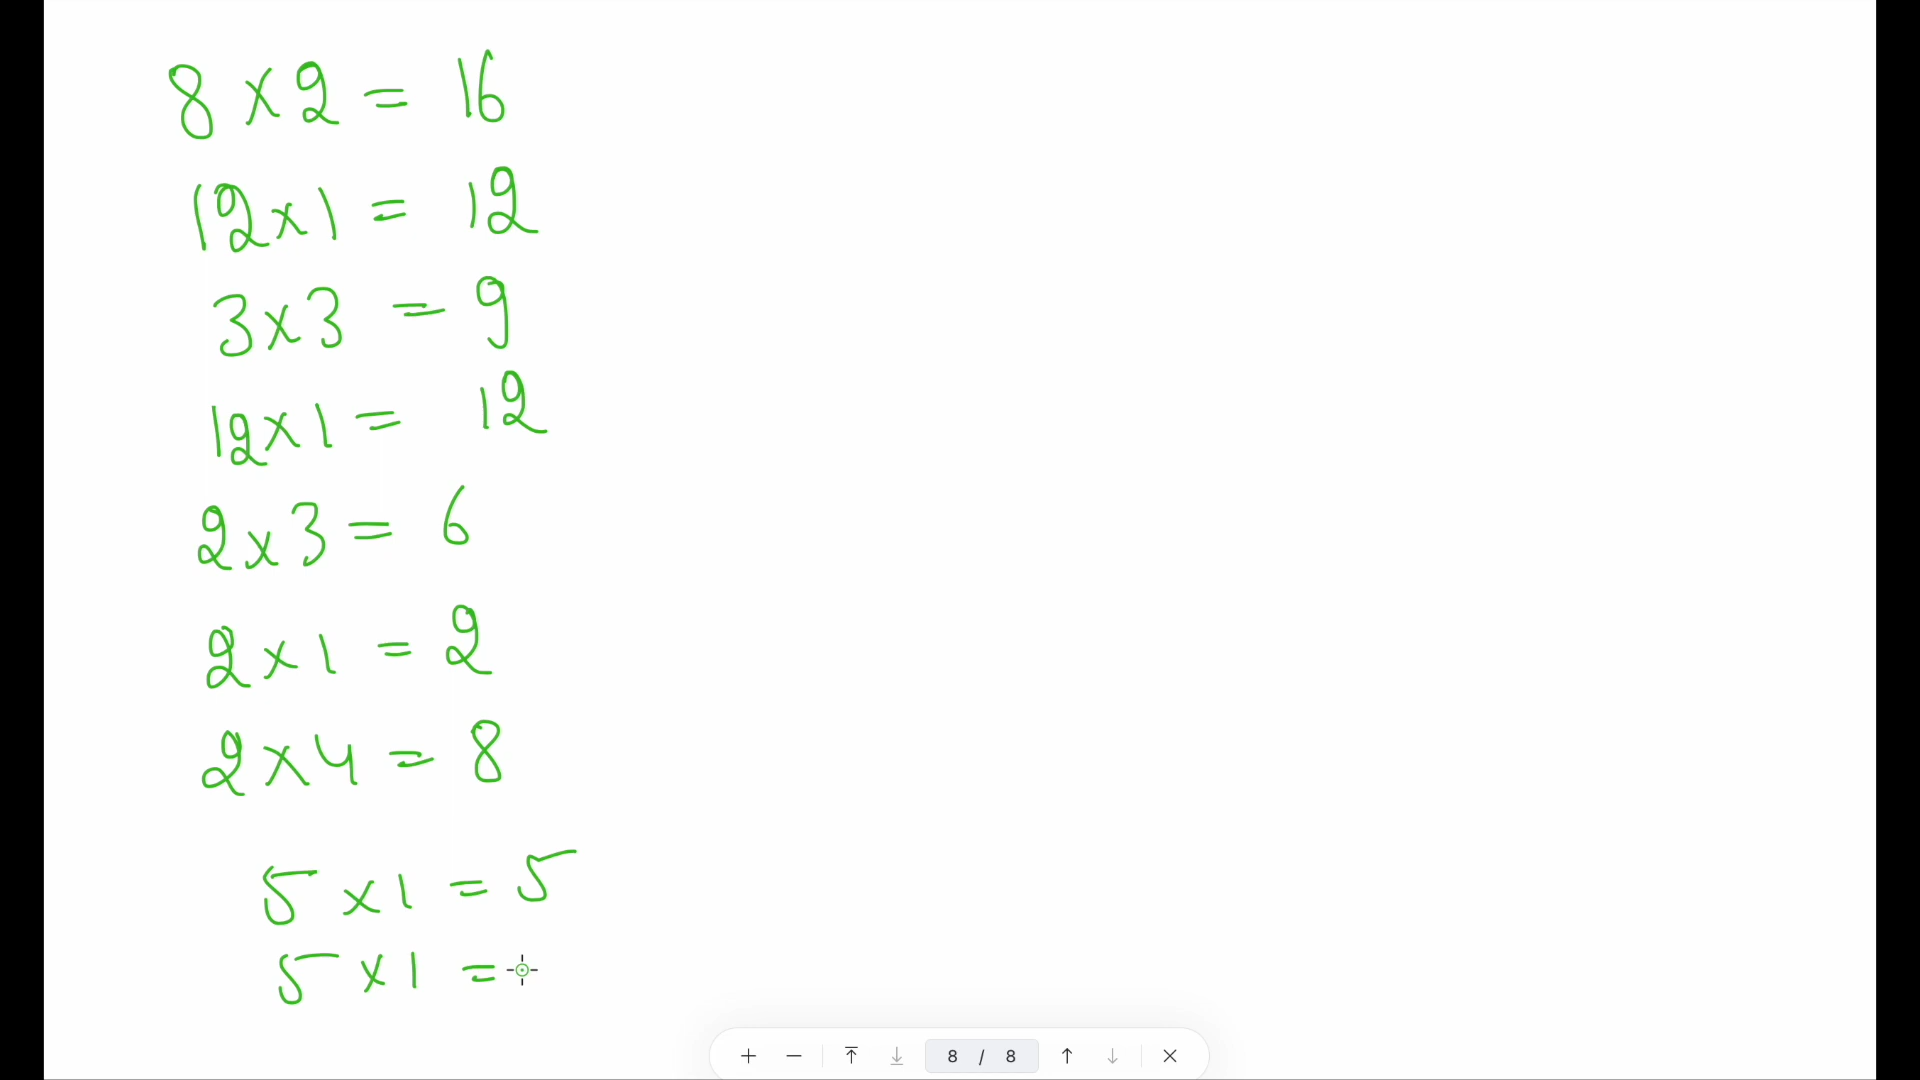 8 × 2 = 16
12 × 1 = 12
3 × 3 = 9
12 × 1 = 12
2 × 3 = 6
2 × 1 = 2
2 × 4 = 8
5 × 1 = 5
5 × 1 =
8 / 8